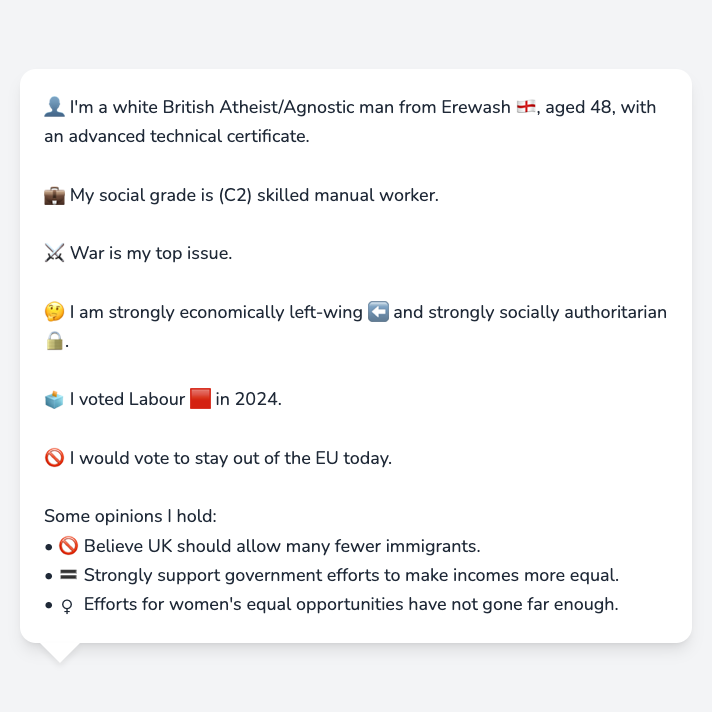 👤 I'm a white British Atheist/Agnostic man from Erewash 🏴󠁧󠁢󠁥󠁮󠁧󠁿, aged 48, with
an advanced technical certificate.
💼 My social grade is (C2) skilled manual worker.
⚔️ War is my top issue.
🤔 I am strongly economically left-wing ⬅️ and strongly socially authoritarian
🔒.
🗳️ I voted Labour 🟥 in 2024.
🚫 I would vote to stay out of the EU today.
Some opinions I hold:
• 🚫 Believe UK should allow many fewer immigrants.
• 🟰 Strongly support government efforts to make incomes more equal.
• ♀ Efforts for women's equal opportunities have not gone far enough.